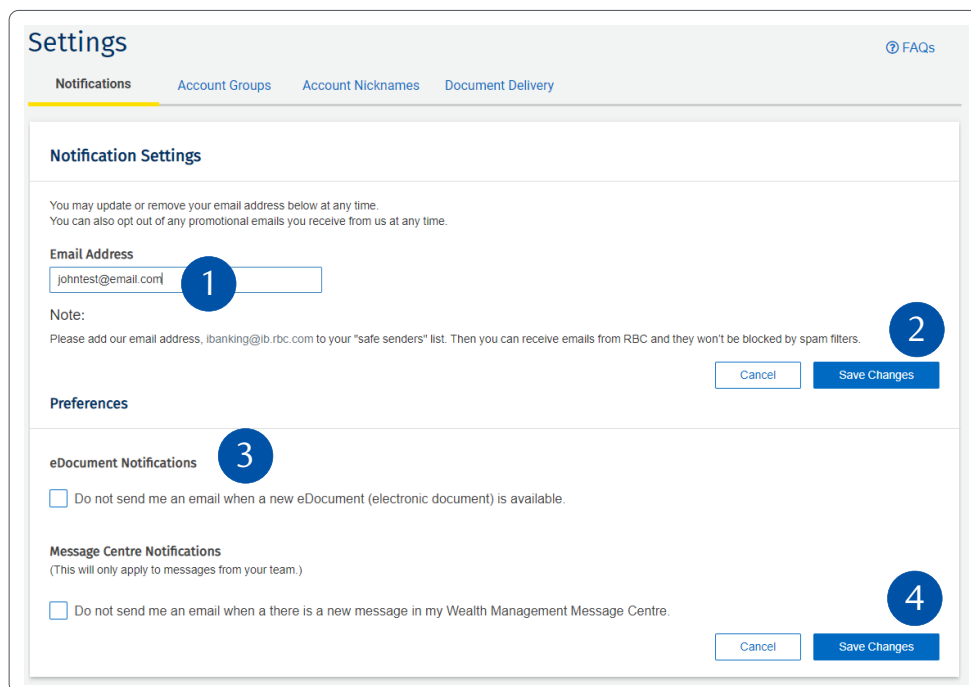 Settings
FAQs
Notifications Account Groups Account Nicknames Document Delivery
Notification Settings
You may update or remove your email address below at any time.
You can also opt out of any promotional emails you receive from us at any time.
Email Address
johntest@email.com
1
Note:
2
Please add our email address, ibanking@ib.rbc.com to your "safe senders" list. Then you can receive emails from RBC and they won't be blocked by spam filters.
Cancel Save Changes
Preferences
3
eDocument Notifications
Do not send me an email when a new eDocument (electronic document) is available.
Message Centre Notifications
(This will only apply to messages from your team.)
4
Do not send me an email when a there is a new message in my Wealth Management Message Centre.
Cancel Save Changes